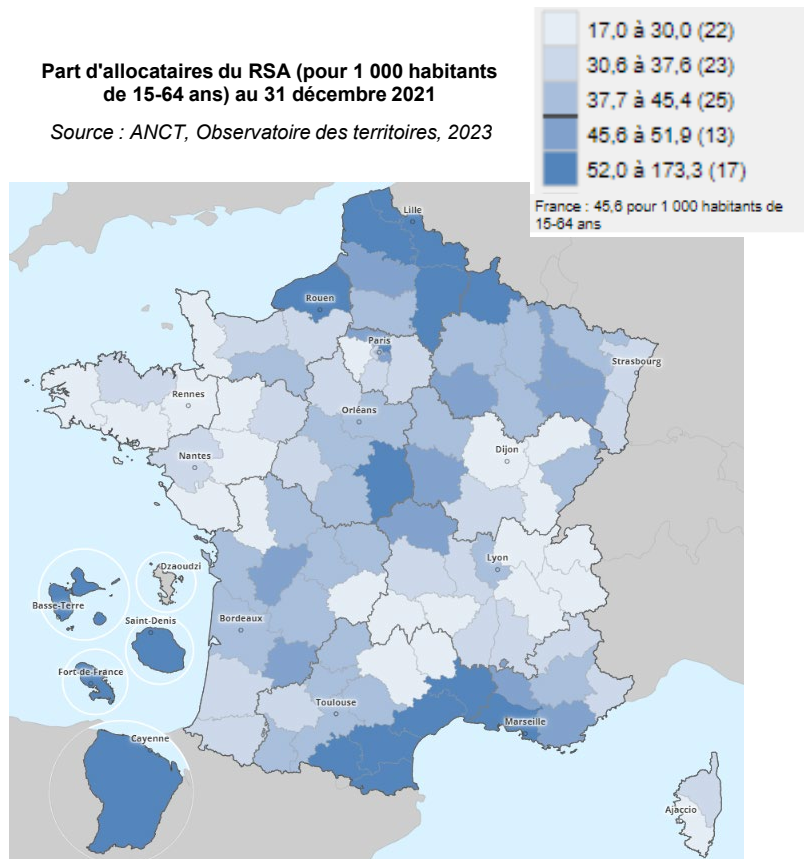 Part d'allocataires du RSA (pour 1 000 habitants
de 15-64 ans) au 31 décembre 2021
Source : ANCT, Observatoire des territoires, 2023
17,0 à 30,0 (22)
30,6 à 37,6 (23)
37,7 à 45,4 (25)
45,6 à 51,9 (13)
52,0 à 173,3 (17)
France : 45,6 pour 1 000 habitants de
15-64 ans
Lille
Rouen
Paris
Strasbourg
Rennes
Orléans
Nantes
Dijon
Lyon
Dzaoudzi
Basse-Terre
Saint-Denis
Bordeaux
Fort-de-France
Toulouse
Marseille
Cayenne
Ajaccio